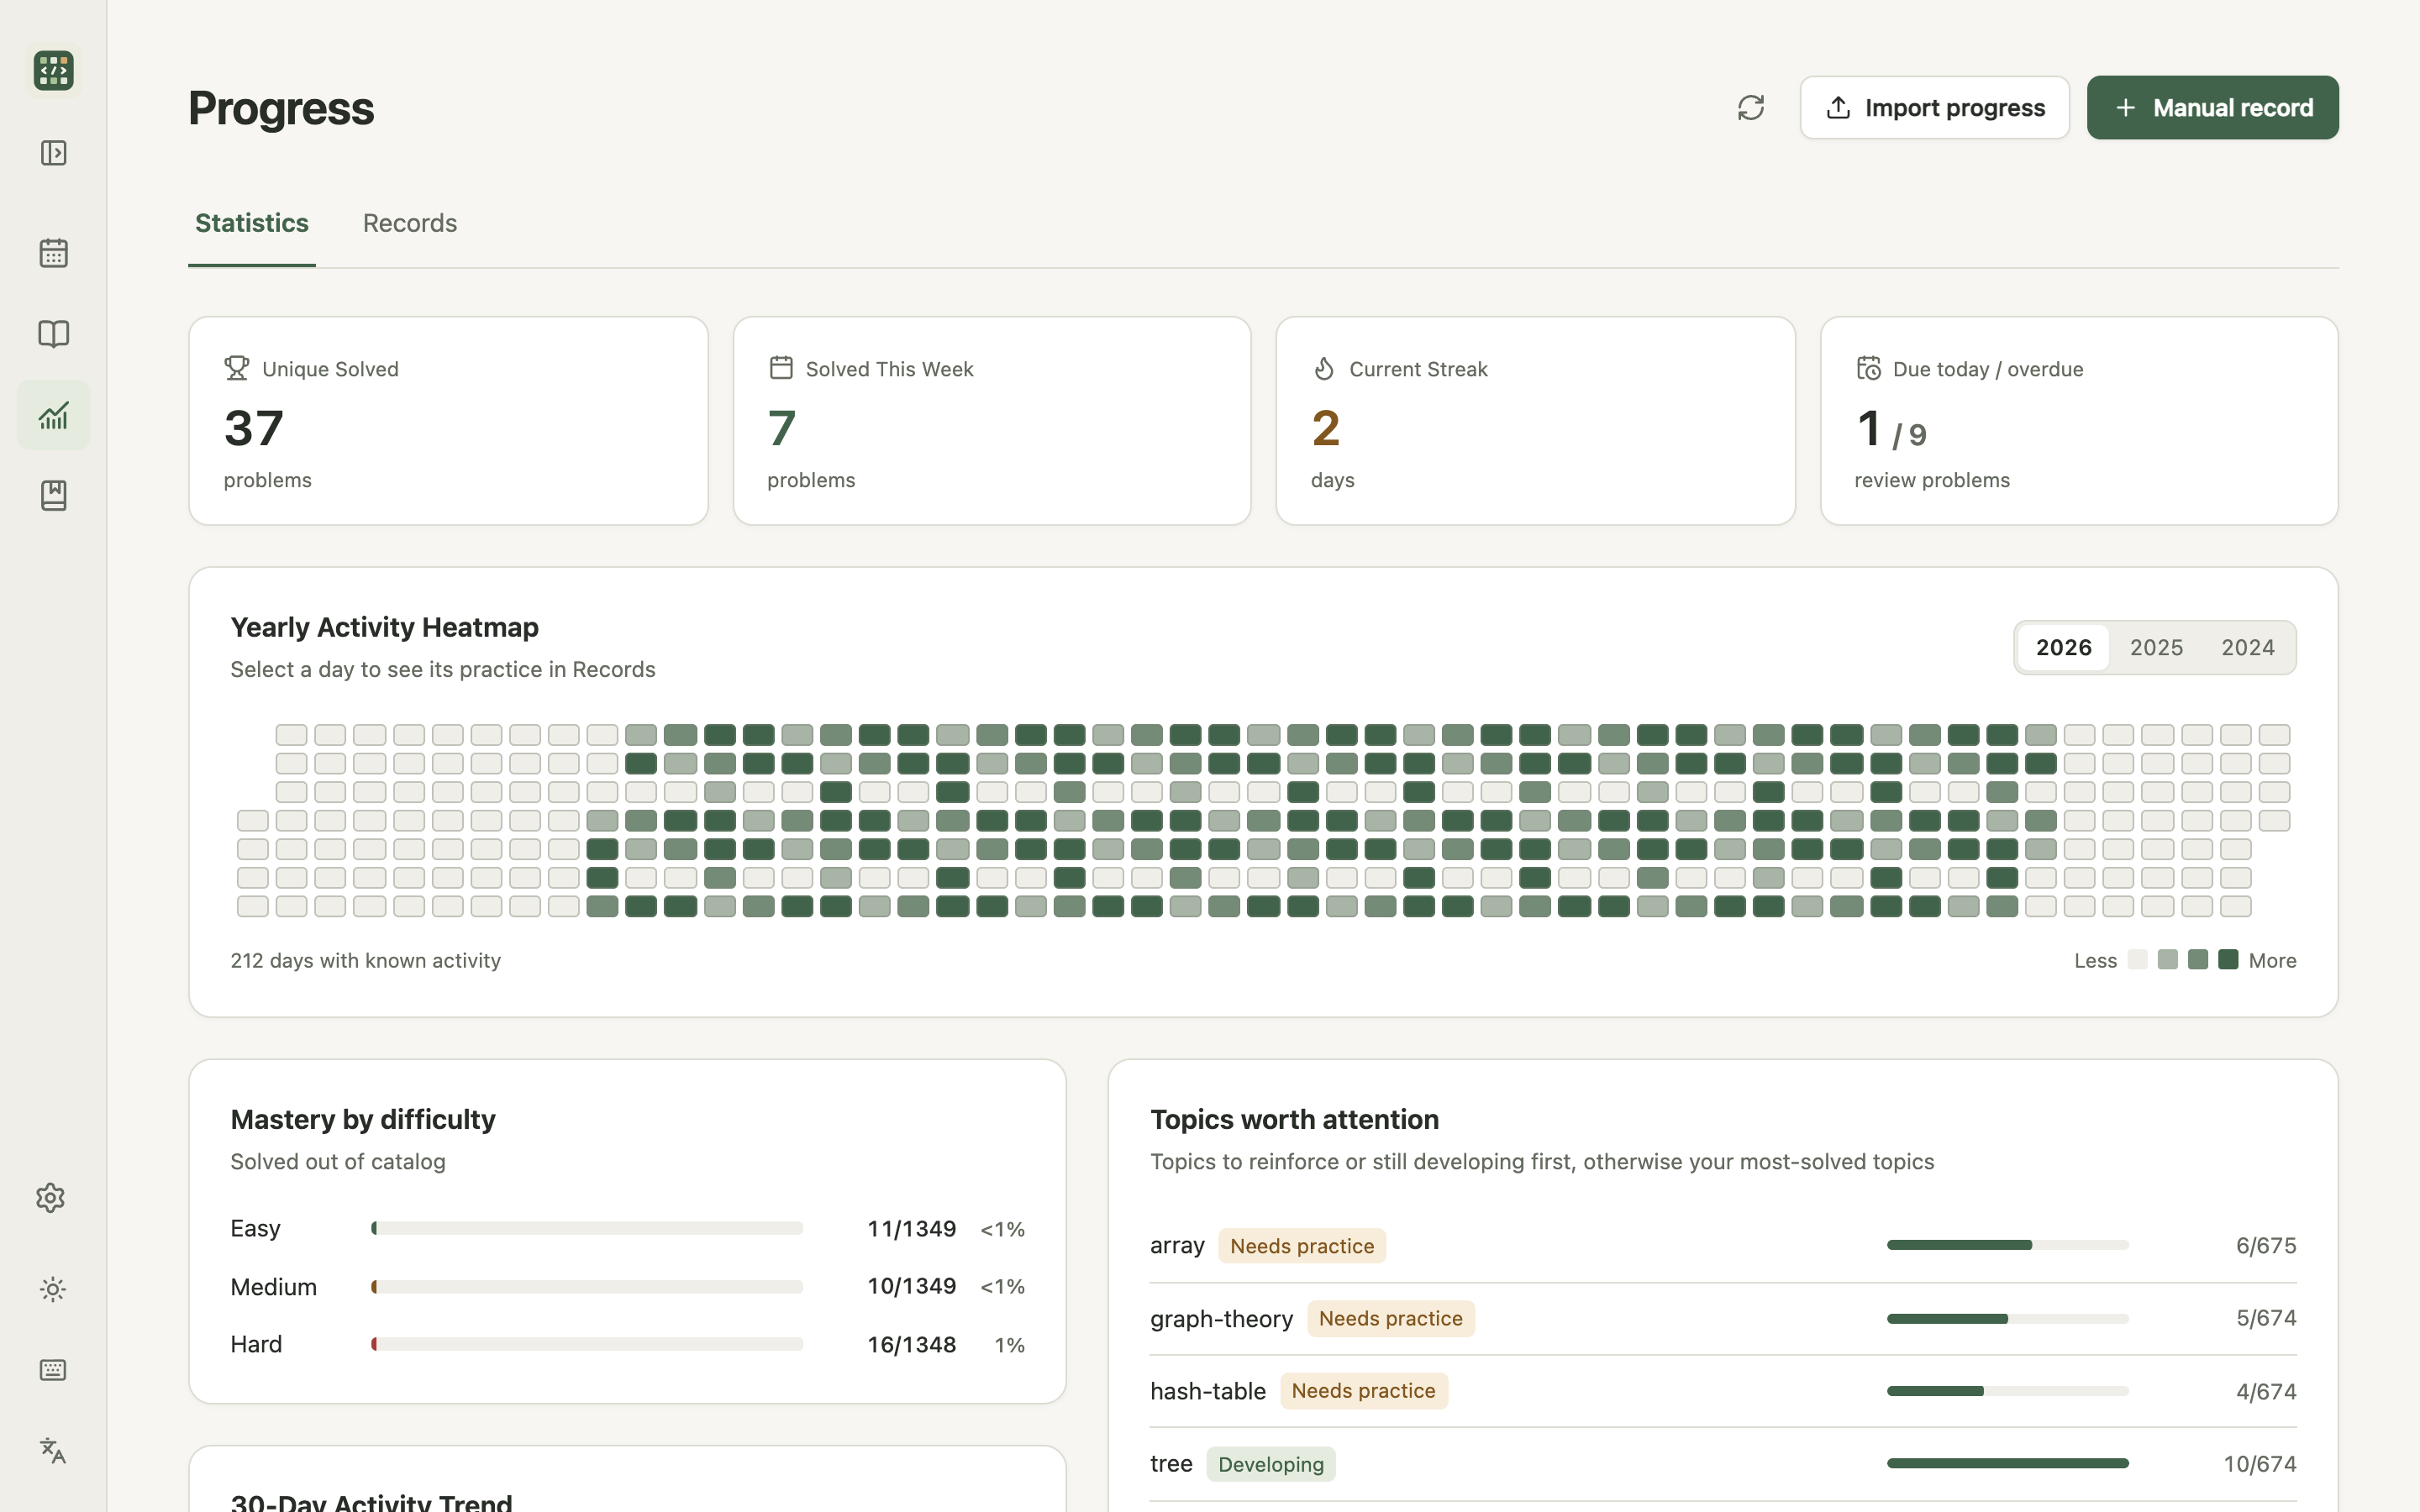 Progress
Import progress
Manual record
Statistics
Records
Unique Solved
37
problems
Solved This Week
7
problems
Current Streak
2
days
Due today / overdue
1 / 9
review problems
Yearly Activity Heatmap
Select a day to see its practice in Records
2026 2025 2024
212 days with known activity
Less More
Mastery by difficulty
Solved out of catalog
Easy 11/1349 <1%
Medium 10/1349 <1%
Hard 16/1348 1%
30-Day Activity Trend
Topics worth attention
Topics to reinforce or still developing first, otherwise your most-solved topics
array Needs practice 6/675
graph-theory Needs practice 5/674
hash-table Needs practice 4/674
tree Developing 10/674